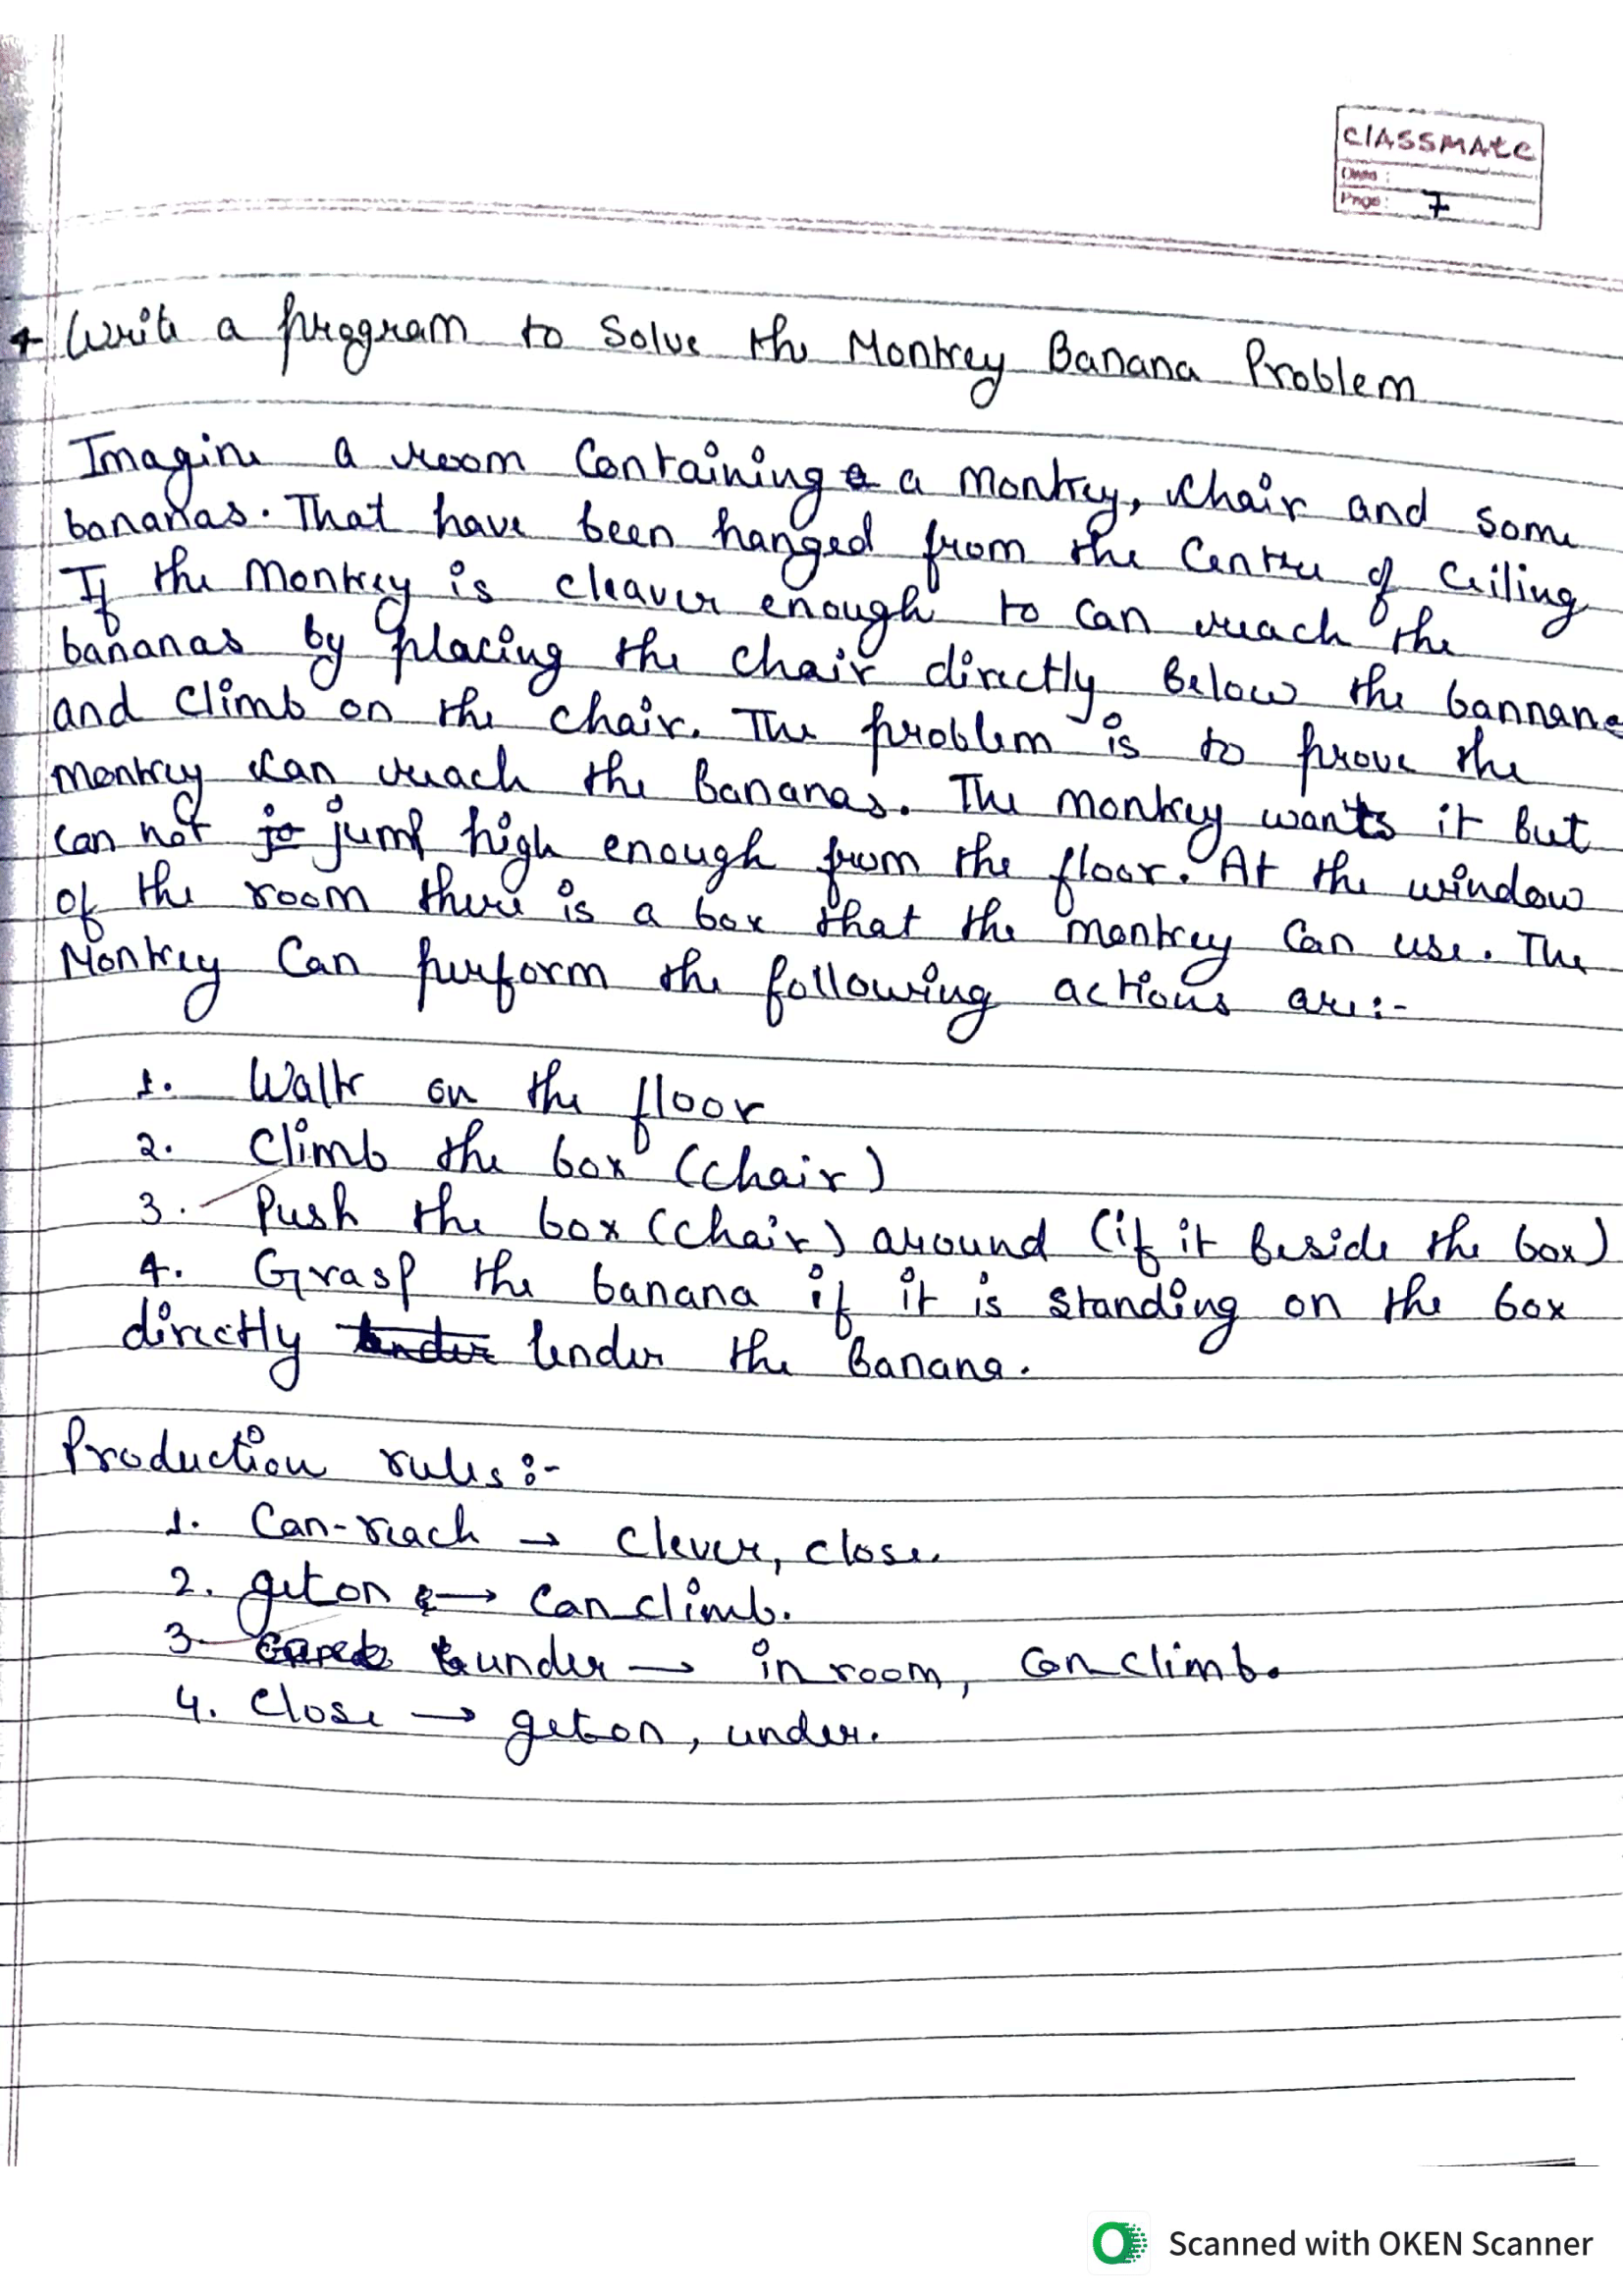 classmate
Date :
Page : 7
4 Write a program to Solve the Monkey Banana Problem
Imagine a room Containing a monkey, chair and some
bananas. That have been hanged from the Centre of Ceiling
If the Monkey is cleaver enough to can reach the
bananas by placing the chair directly Below the bannana
and Climb on the chair. The problem is to prove the
monkey can reach the Bananas. The monkey wants it But
can not jump high enough from the floor. At the window
of the room there is a box that the monkey Can use. The
Monkey Can perform the following actions are:-
1. Walk on the floor
2. Climb the box (chair)
3. Push the box (chair) around (if it Beside the box)
4. Grasp the banana if it is standing on the box
directly under the Banana.
Production rules :-
1. Can-reach → clever, close.
2. get on → Can climb.
3 under → in room, Can climb.
4. Close → get on, under.
Scanned with OKEN Scanner